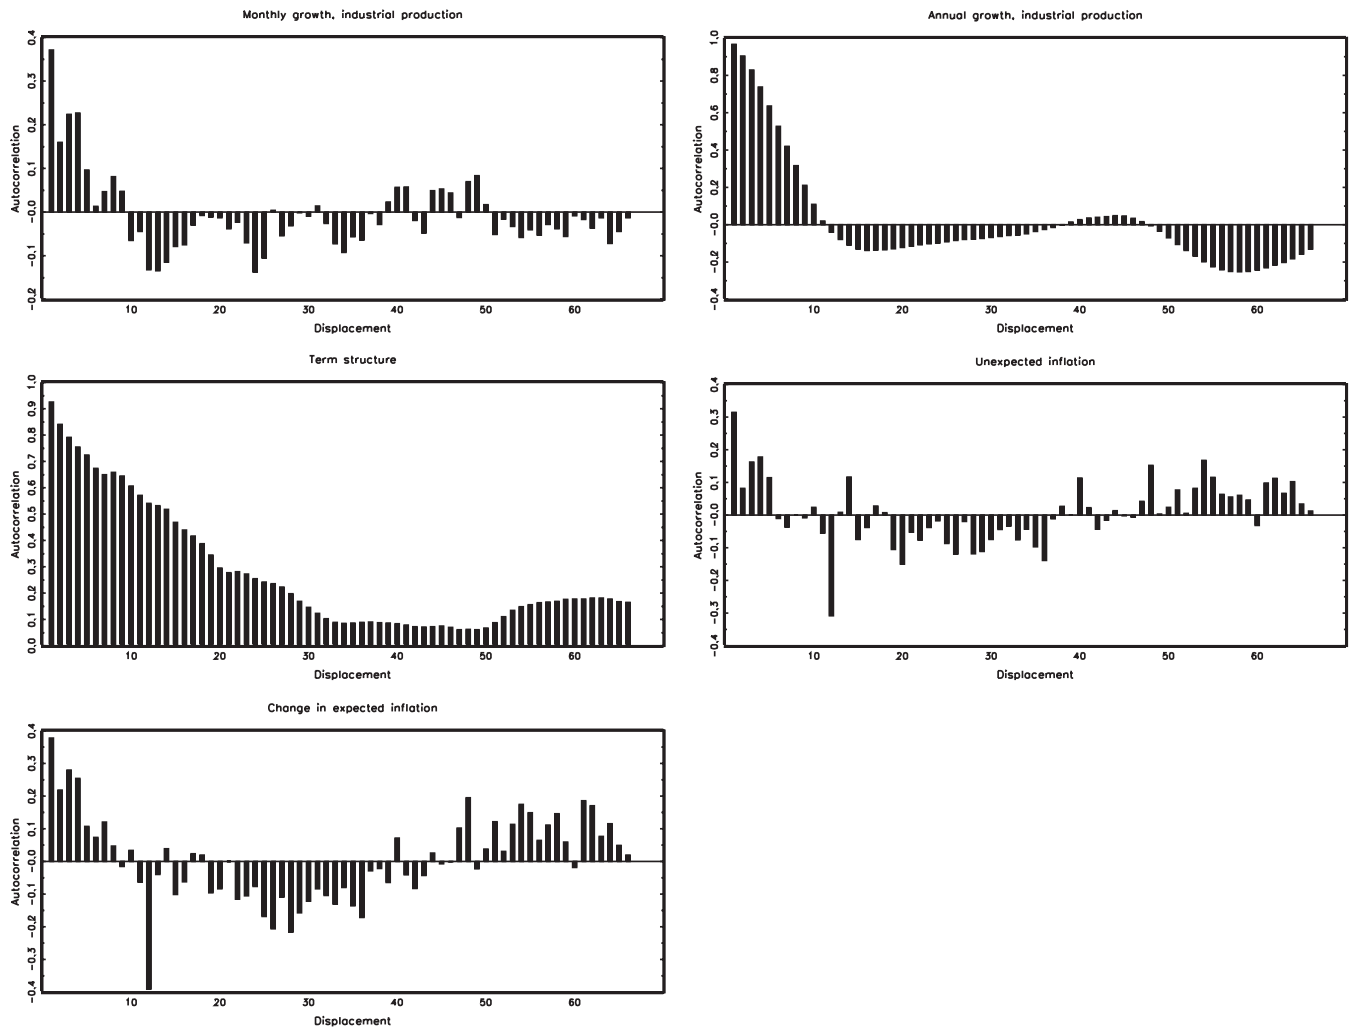 Monthly growth, industrial production
Autocorrelation
0.4
0.3
0.2
0.1
-0.0
-0.1
-0.2
10 20 30 40 50 60
Displacement
Annual growth, industrial production
Autocorrelation
1.0
0.8
0.6
0.4
0.2
-0.0
-0.2
-0.4
10 20 30 40 50 60
Displacement
Term structure
Autocorrelation
1.0
0.9
0.8
0.7
0.6
0.5
0.4
0.3
0.2
0.1
0.0
10 20 30 40 50 60
Displacement
Unexpected inflation
Autocorrelation
0.4
0.3
0.2
0.1
-0.0
-0.1
-0.2
-0.3
-0.4
10 20 30 40 50 60
Displacement
Change in expected inflation
Autocorrelation
0.4
0.3
0.2
0.1
-0.0
-0.1
-0.2
-0.3
-0.4
10 20 30 40 50 60
Displacement